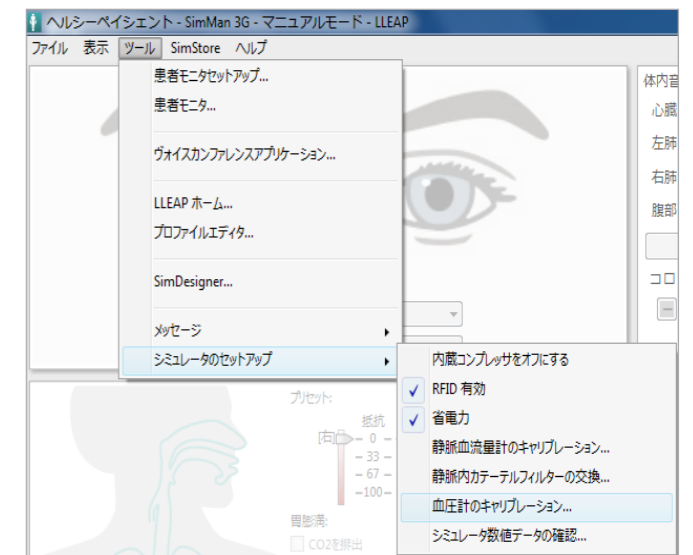 ヘルシーペイシェント - SimMan 3G - マニュアルモード - LLEAP
ファイル 表示 ツール SimStore ヘルプ
患者モニタセットアップ...
患者モニタ...
ヴォイスカンファレンスアプリケーション...
LLEAP ホーム...
プロファイルエディタ...
SimDesigner...
メッセージ
シミュレータのセットアップ
内蔵コンプレッサをオフにする
RFID 有効
省電力
静脈血流量計のキャリブレーション...
静脈内カテーテルフィルターの交換...
血圧計のキャリブレーション...
シミュレータ数値データの確認...
体内音
心臓
左肺
右肺
腹部
コロ
プリセット:
抵抗
[右]
0
33
67
100
胃膨満:
CO2を排出